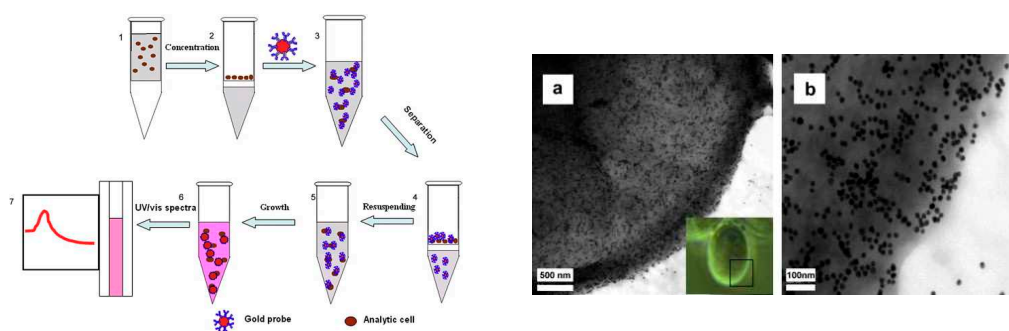 1
Concentration
2
3
Separation
4
Resuspending
5
Growth
6
UV/vis spectra
7
Gold probe
Analytic cell
a
500 nm
b
100nm